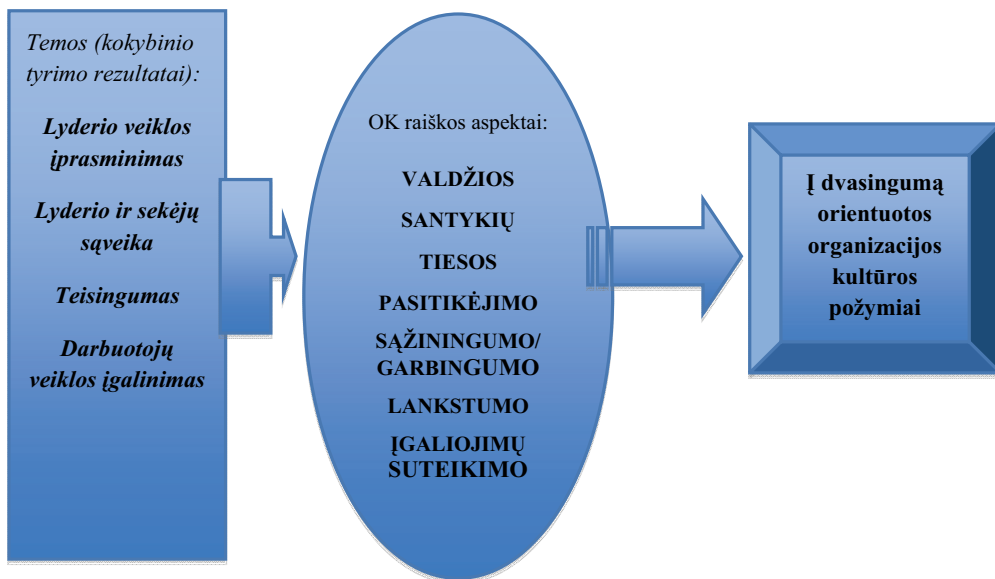 Temos (kokybinio
tyrimo rezultatai):
Lyderio veiklos
įprasminimas
Lyderio ir sekėjų
sąveika
Teisingumas
Darbuotojų
veiklos įgalinimas
OK raiškos aspektai:
VALDŽIOS
SANTYKIŲ
TIESOS
PASITIKĖJIMO
SĄŽININGUMO/
GARBINGUMO
LANKSTUMO
ĮGALIOJIMŲ
SUTEIKIMO
Į dvasingumą
orientuotos
organizacijos
kultūros
požymiai